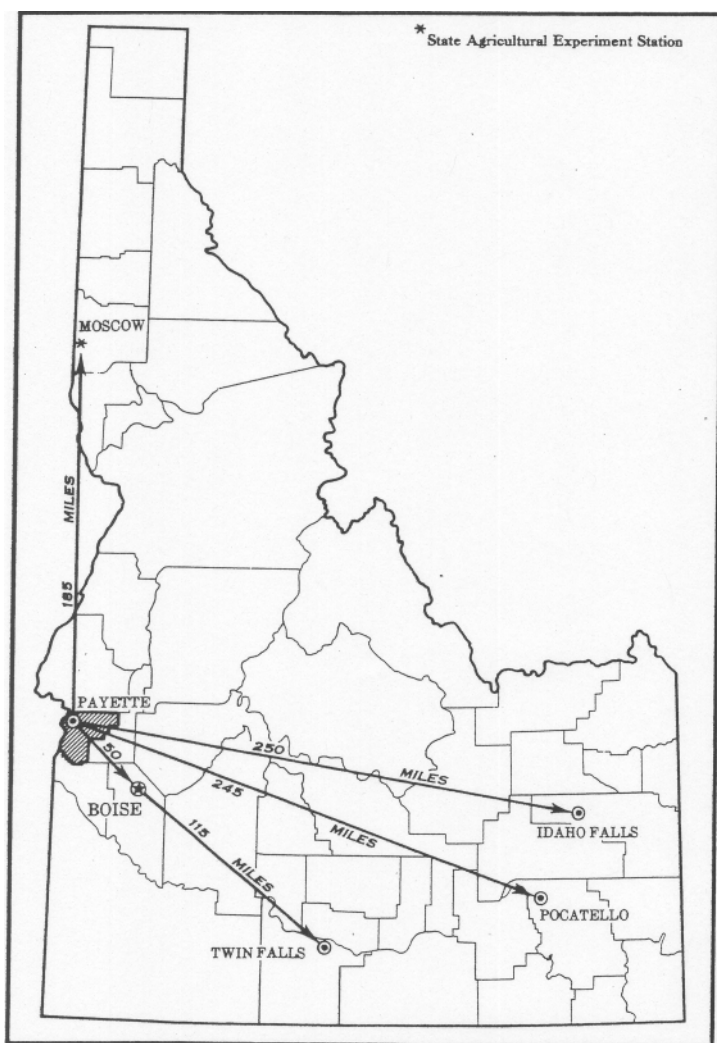 *State Agricultural Experiment Station
MOSCOW
*
185 MILES
PAYETTE
50
BOISE
250 MILES
245 MILES
115 MILES
IDAHO FALLS
POCATELLO
TWIN FALLS